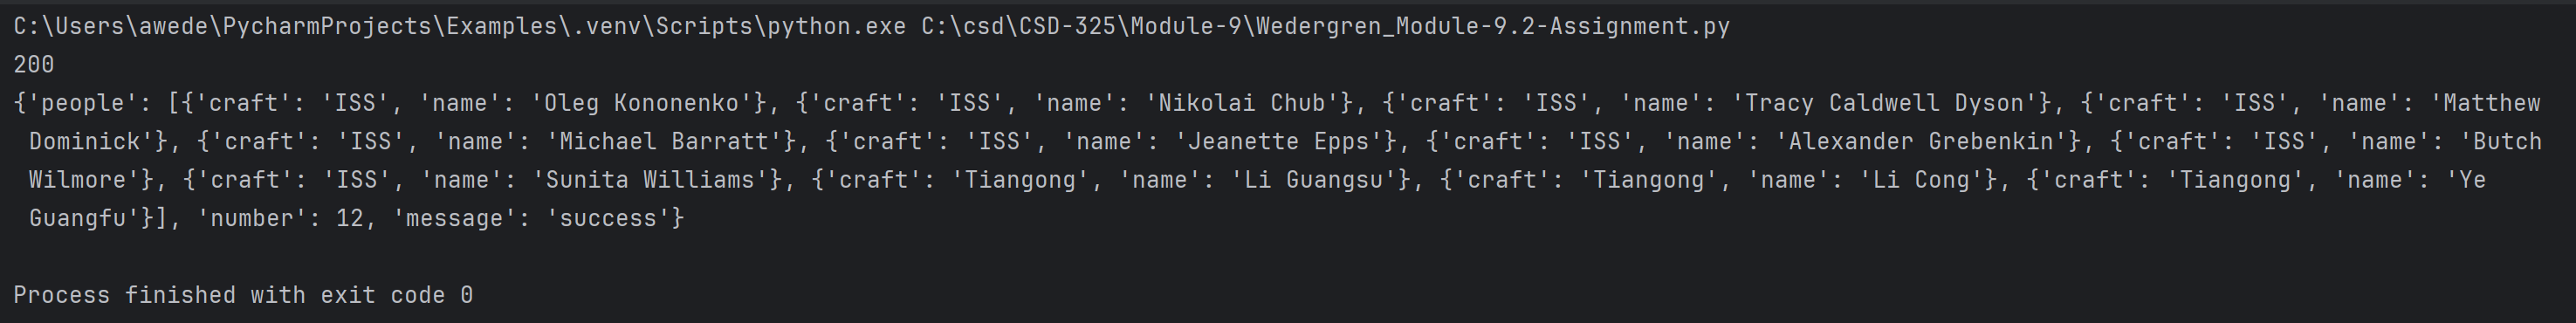 C:\Users\awede\PycharmProjects\Examples\.venv\Scripts\python.exe C:\csd\CSD-325\Module-9\Wedergren_Module-9.2-Assignment.py
200
{'people': [{'craft': 'ISS', 'name': 'Oleg Kononenko'}, {'craft': 'ISS', 'name': 'Nikolai Chub'}, {'craft': 'ISS', 'name': 'Tracy Caldwell Dyson'}, {'craft': 'ISS', 'name': 'Matthew
Dominick'}, {'craft': 'ISS', 'name': 'Michael Barratt'}, {'craft': 'ISS', 'name': 'Jeanette Epps'}, {'craft': 'ISS', 'name': 'Alexander Grebenkin'}, {'craft': 'ISS', 'name': 'Butch
Wilmore'}, {'craft': 'ISS', 'name': 'Sunita Williams'}, {'craft': 'Tiangong', 'name': 'Li Guangsu'}, {'craft': 'Tiangong', 'name': 'Li Cong'}, {'craft': 'Tiangong', 'name': 'Ye
Guangfu'}], 'number': 12, 'message': 'success'}
Process finished with exit code 0